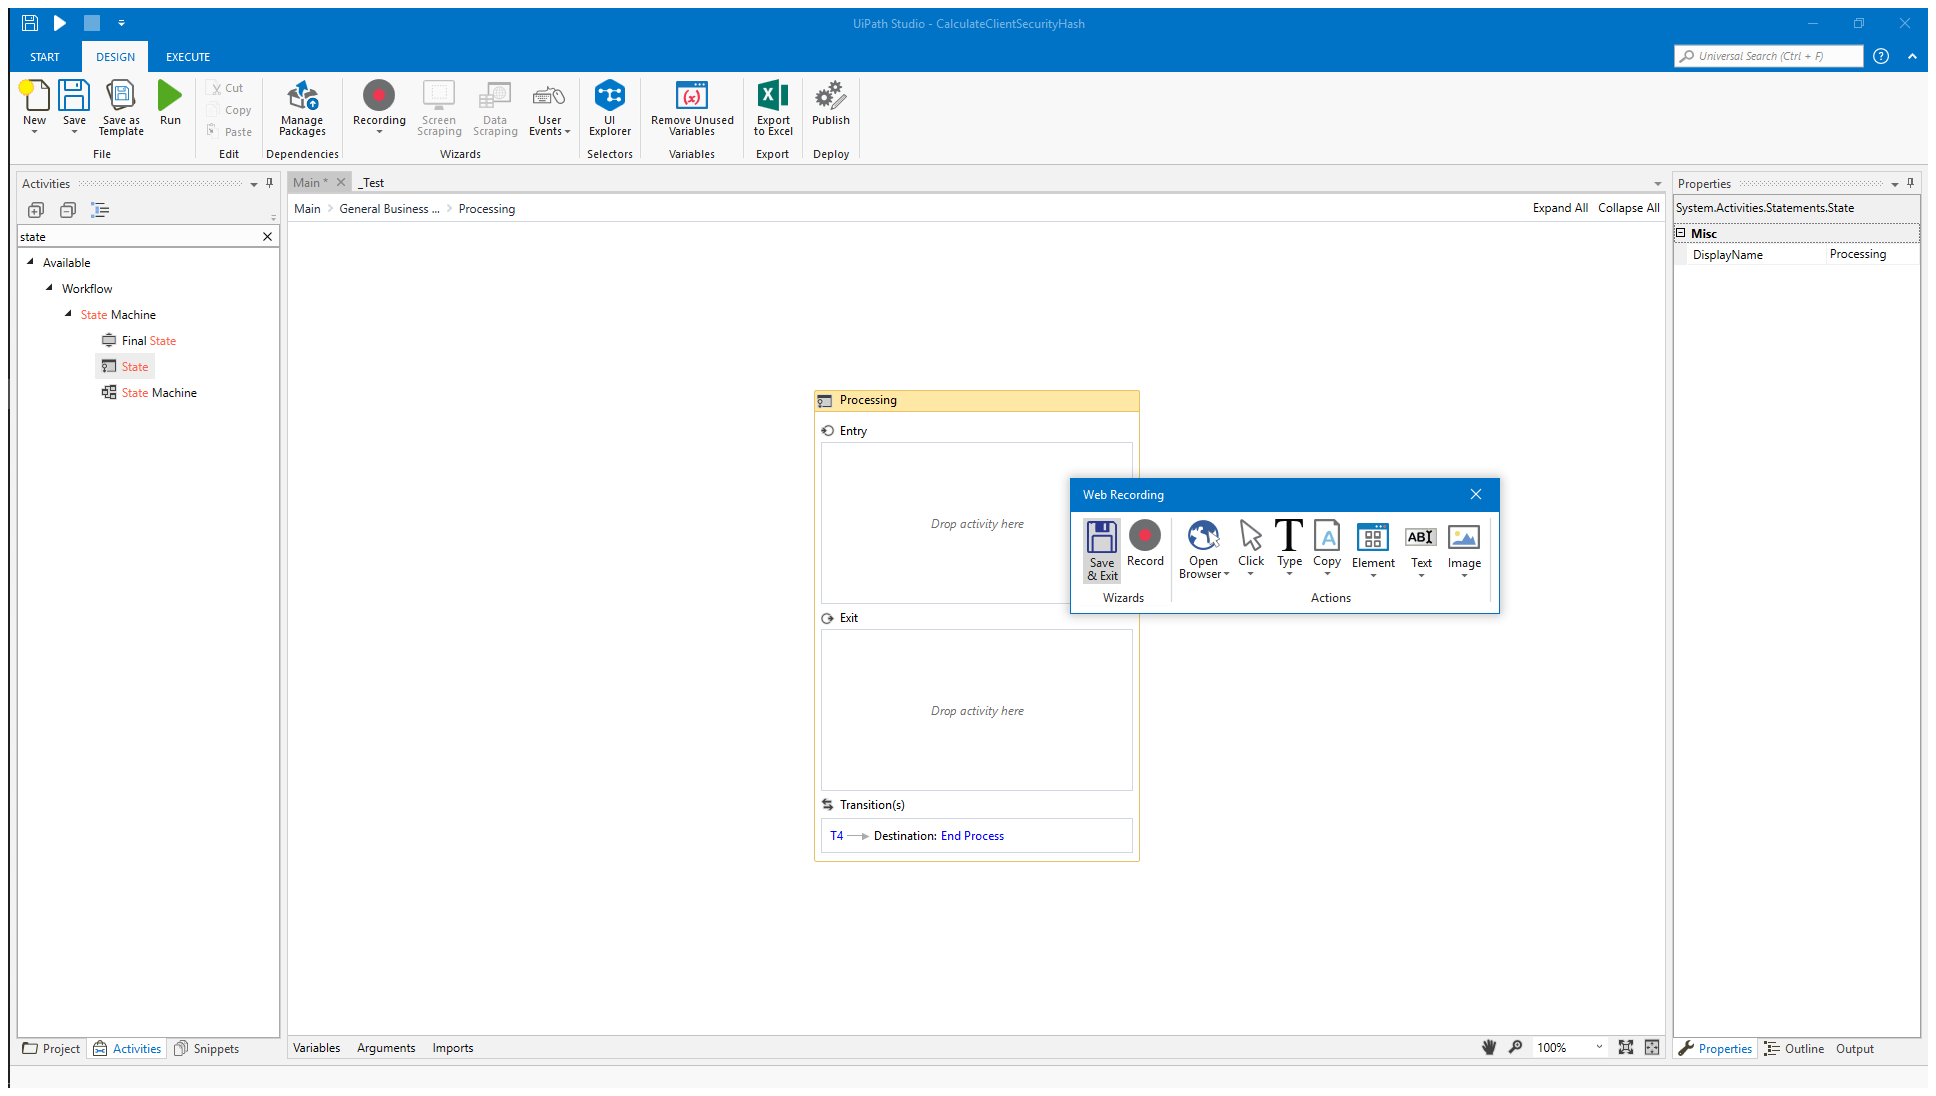 UiPath Studio - CalculateClientSecurityHash
START DESIGN EXECUTE
Universal Search (Ctrl + F)
New
Save
Save as Template
Run
File
Cut
Copy
Paste
Edit
Manage Packages
Dependencies
Recording
Screen Scraping
Data Scraping
User Events
Wizards
UI Explorer
Selectors
Remove Unused Variables
Variables
Export to Excel
Export
Publish
Deploy
Activities
state
Available
Workflow
State Machine
Final State
State
State Machine
Main * _Test
Main > General Business ... > Processing
Expand All Collapse All
Processing
Entry
Drop activity here
Exit
Drop activity here
Transition(s)
T4 Destination: End Process
Web Recording
Save & Exit
Record
Wizards
Open Browser
Click
Type
Copy
Element
Text
Image
Actions
Properties
System.Activities.Statements.State
Misc
DisplayName Processing
Project Activities Snippets
Variables Arguments Imports
100%
Properties Outline Output